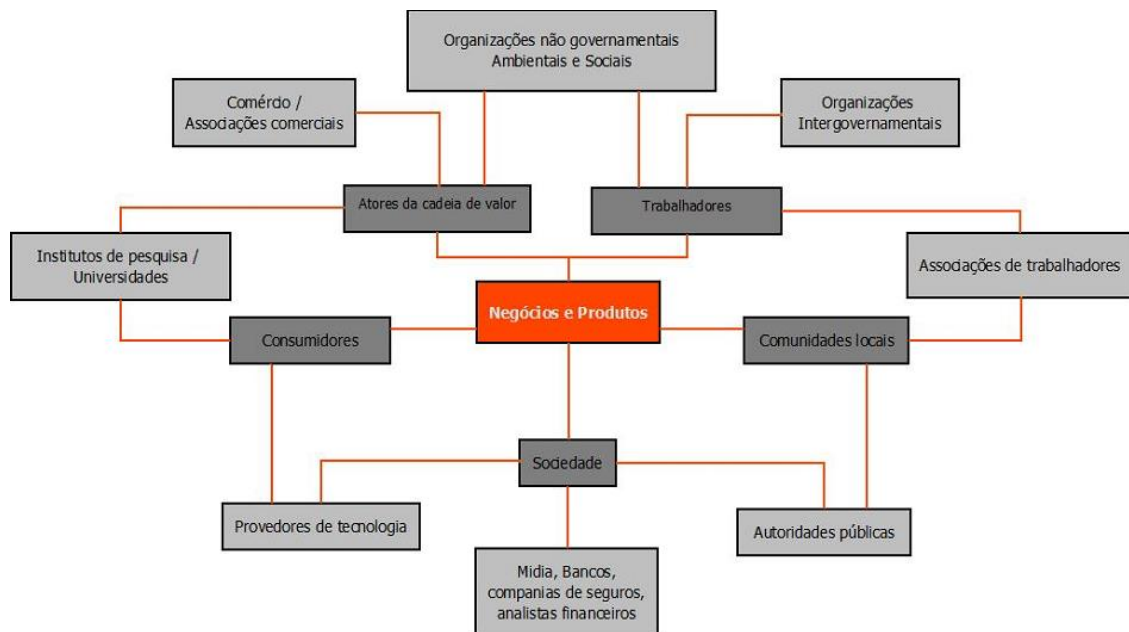 Organizações não governamentais
Ambientais e Sociais
Comércio /
Associações comerciais
Organizações
Intergovernamentais
Atores da cadeia de valor
Trabalhadores
Institutos de pesquisa /
Universidades
Associações de trabalhadores
Negócios e Produtos
Consumidores
Comunidades locais
Sociedade
Provedores de tecnologia
Autoridades públicas
Midia, Bancos,
companias de seguros,
analistas financeiros